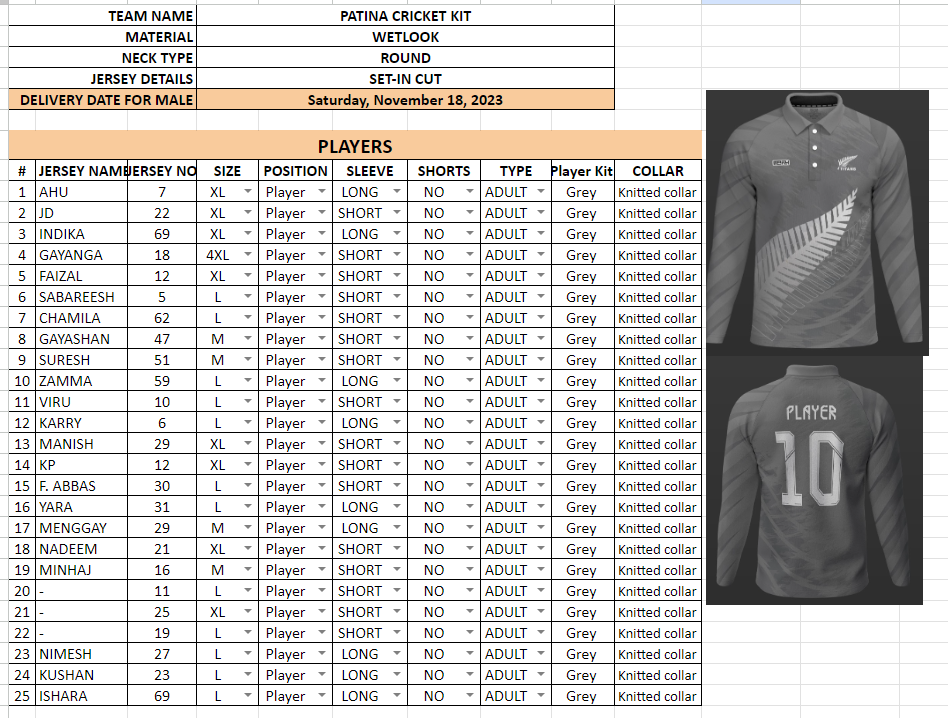 TEAM NAME PATINA CRICKET KIT
MATERIAL WETLOOK
NECK TYPE ROUND
JERSEY DETAILS SET-IN CUT
DELIVERY DATE FOR MALE Saturday, November 18, 2023
PLAYERS
# JERSEY NAME JERSEY NO SIZE POSITION SLEEVE SHORTS TYPE Player Kit COLLAR
1 AHU 7 XL Player LONG NO ADULT Grey Knitted collar
2 JD 22 XL Player SHORT NO ADULT Grey Knitted collar
3 INDIKA 69 XL Player LONG NO ADULT Grey Knitted collar
4 GAYANGA 18 4XL Player SHORT NO ADULT Grey Knitted collar
5 FAIZAL 12 XL Player SHORT NO ADULT Grey Knitted collar
6 SABAREESH 5 L Player SHORT NO ADULT Grey Knitted collar
7 CHAMILA 62 L Player SHORT NO ADULT Grey Knitted collar
8 GAYASHAN 47 M Player SHORT NO ADULT Grey Knitted collar
9 SURESH 51 M Player SHORT NO ADULT Grey Knitted collar
10 ZAMMA 59 L Player LONG NO ADULT Grey Knitted collar
11 VIRU 10 L Player SHORT NO ADULT Grey Knitted collar
12 KARRY 6 L Player LONG NO ADULT Grey Knitted collar
13 MANISH 29 XL Player SHORT NO ADULT Grey Knitted collar
14 KP 12 XL Player SHORT NO ADULT Grey Knitted collar
15 F. ABBAS 30 L Player SHORT NO ADULT Grey Knitted collar
16 YARA 31 L Player LONG NO ADULT Grey Knitted collar
17 MENGGAY 29 M Player LONG NO ADULT Grey Knitted collar
18 NADEEM 21 XL Player SHORT NO ADULT Grey Knitted collar
19 MINHAJ 16 M Player SHORT NO ADULT Grey Knitted collar
20 - 11 L Player SHORT NO ADULT Grey Knitted collar
21 - 25 XL Player SHORT NO ADULT Grey Knitted collar
22 - 19 L Player SHORT NO ADULT Grey Knitted collar
23 NIMESH 27 L Player LONG NO ADULT Grey Knitted collar
24 KUSHAN 23 L Player LONG NO ADULT Grey Knitted collar
25 ISHARA 69 L Player LONG NO ADULT Grey Knitted collar
PLAYER
10